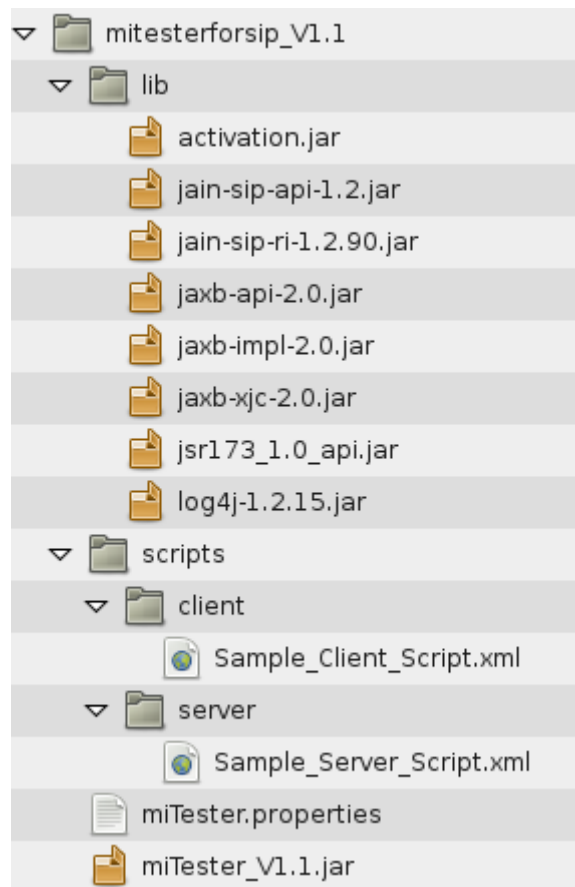 mitesterforsip_V1.1
lib
activation.jar
jain-sip-api-1.2.jar
jain-sip-ri-1.2.90.jar
jaxb-api-2.0.jar
jaxb-impl-2.0.jar
jaxb-xjc-2.0.jar
jsr173_1.0_api.jar
log4j-1.2.15.jar
scripts
client
Sample_Client_Script.xml
server
Sample_Server_Script.xml
miTester.properties
miTester_V1.1.jar